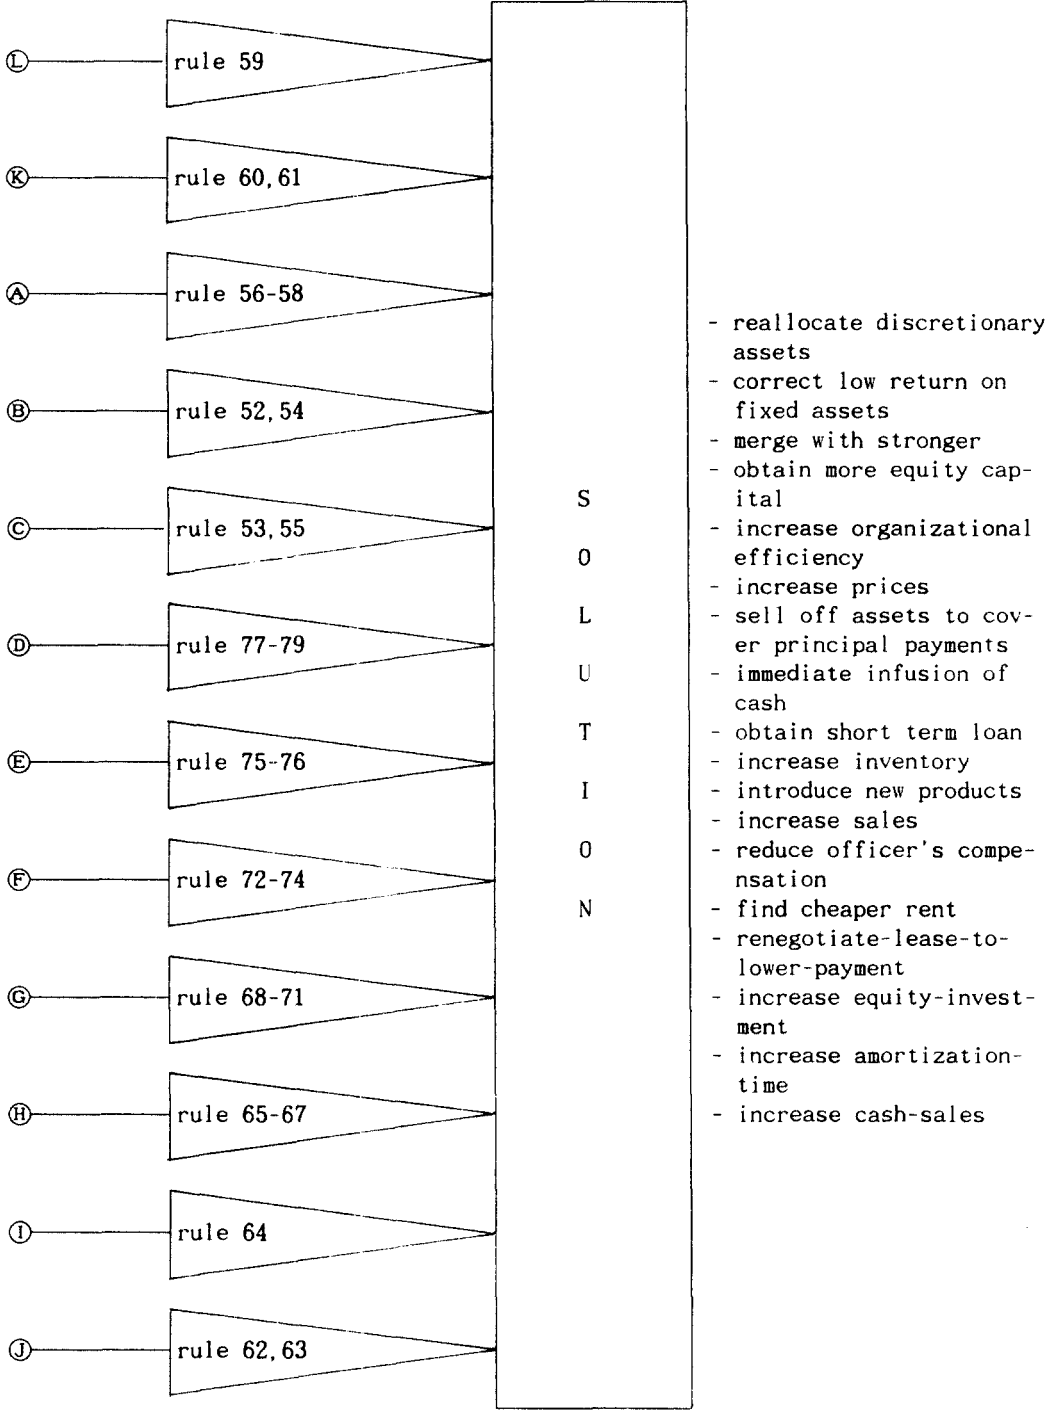 Ⓛ rule 59
Ⓚ rule 60,61
Ⓐ rule 56-58
Ⓑ rule 52,54
Ⓒ rule 53,55
Ⓓ rule 77-79
Ⓔ rule 75-76
Ⓕ rule 72-74
Ⓖ rule 68-71
Ⓗ rule 65-67
Ⓘ rule 64
Ⓙ rule 62,63
S
O
L
U
T
I
O
N
- reallocate discretionary
assets
- correct low return on
fixed assets
- merge with stronger
- obtain more equity cap-
ital
- increase organizational
efficiency
- increase prices
- sell off assets to cov-
er principal payments
- immediate infusion of
cash
- obtain short term loan
- increase inventory
- introduce new products
- increase sales
- reduce officer's compe-
nsation
- find cheaper rent
- renegotiate-lease-to-
lower-payment
- increase equity-invest-
ment
- increase amortization-
time
- increase cash-sales